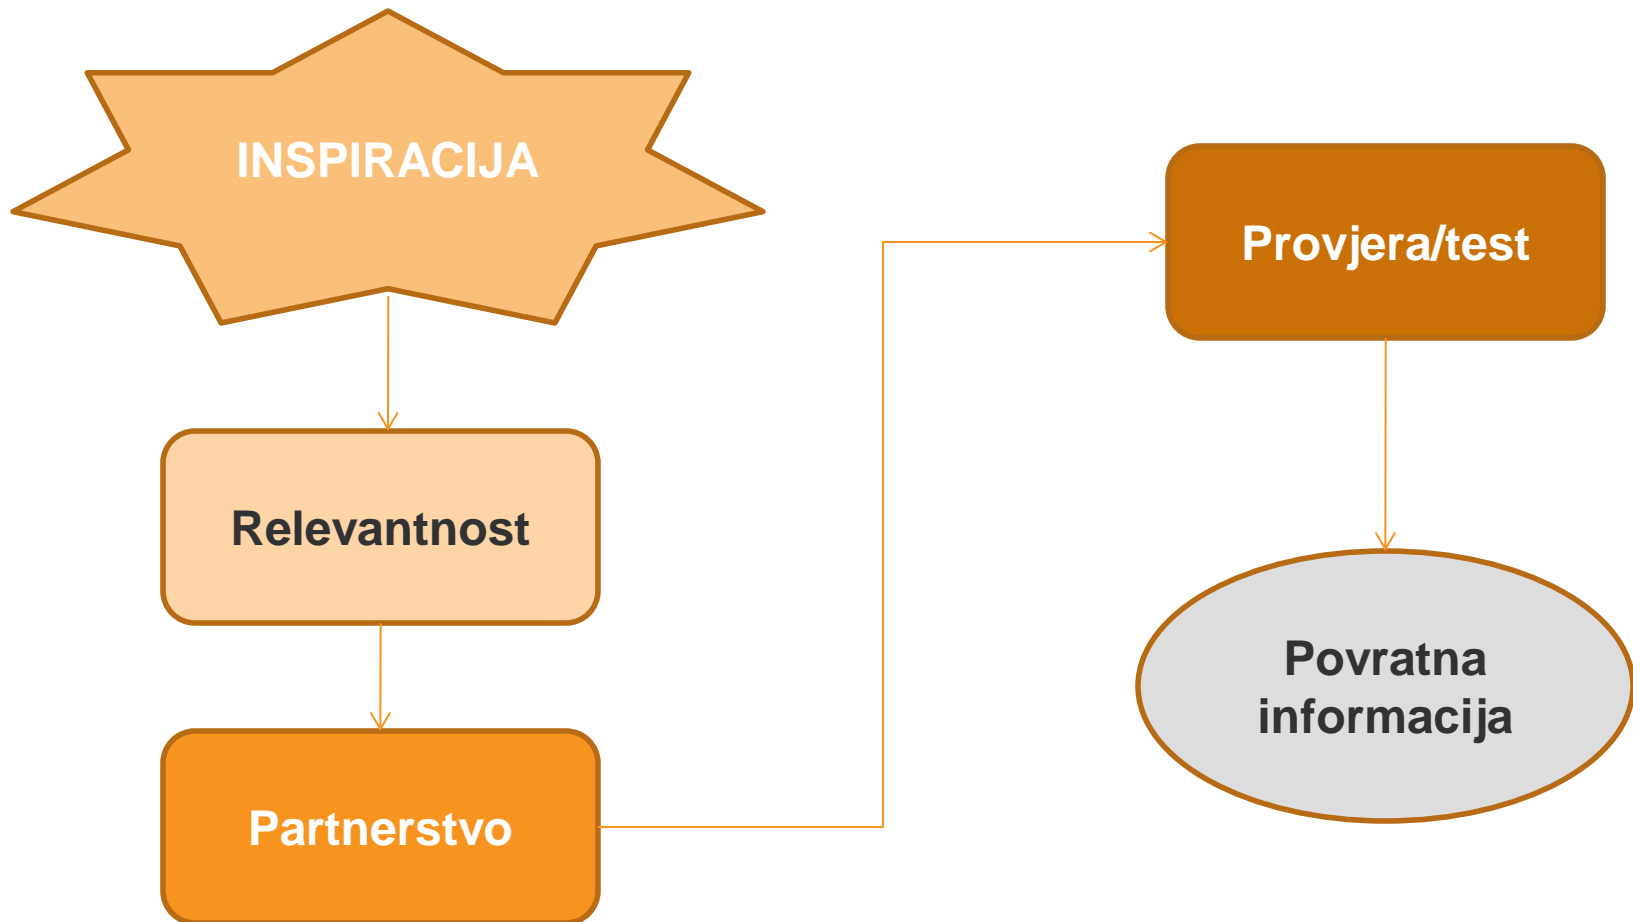 INSPIRACIJA
Relevantnost
Partnerstvo
Provjera/test
Povratna
informacija